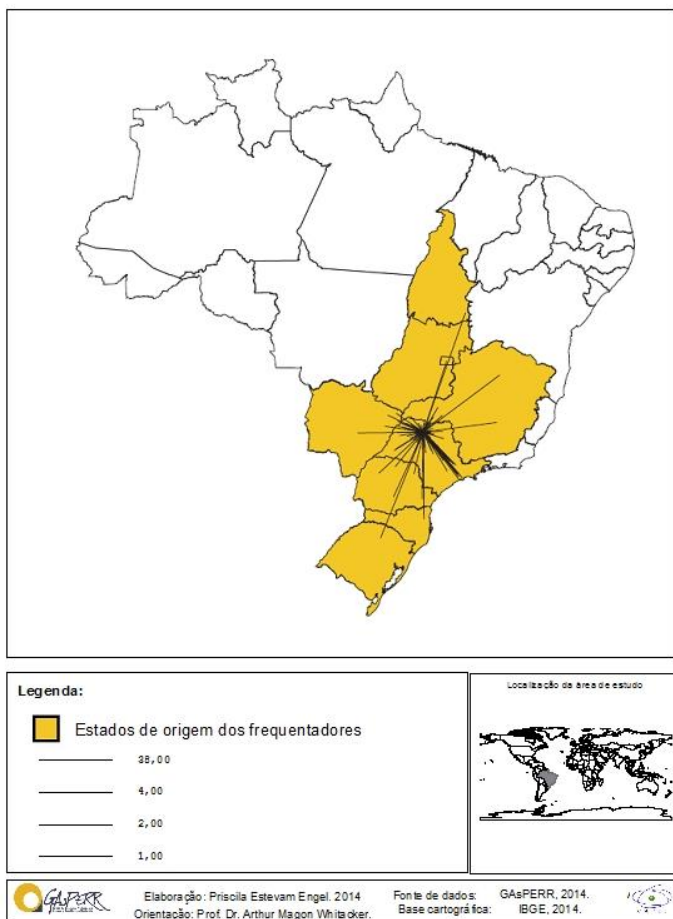 Legenda:
Estados de origem dos frequentadores
38,00
4,00
2,00
1,00
Localização da área de estudo
GAsPERR
Elaboração: Priscila Estevam Engel. 2014
Orientação: Prof. Dr. Arthur Magon Whitacker.
Fonte de dados: GAsPERR, 2014.
Base cartográfica: IBGE, 2014.